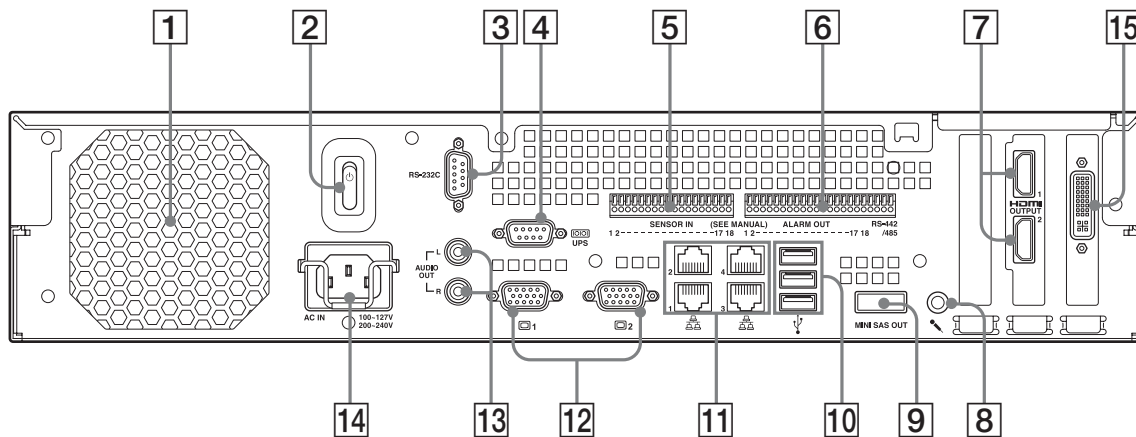 1 2 3 4 5 6 7 15
RS-232C
UPS
SENSOR IN (SEE MANUAL) ALARM OUT RS-442
1 2 17 18 1 2 17 18 /485
1
HDMI
OUTPUT
2
L
AUDIO
OUT
R
2 4
1 3
AC IN 100~127V
200~240V
1 2
MINI SAS OUT
14 13 12 11 10 9 8